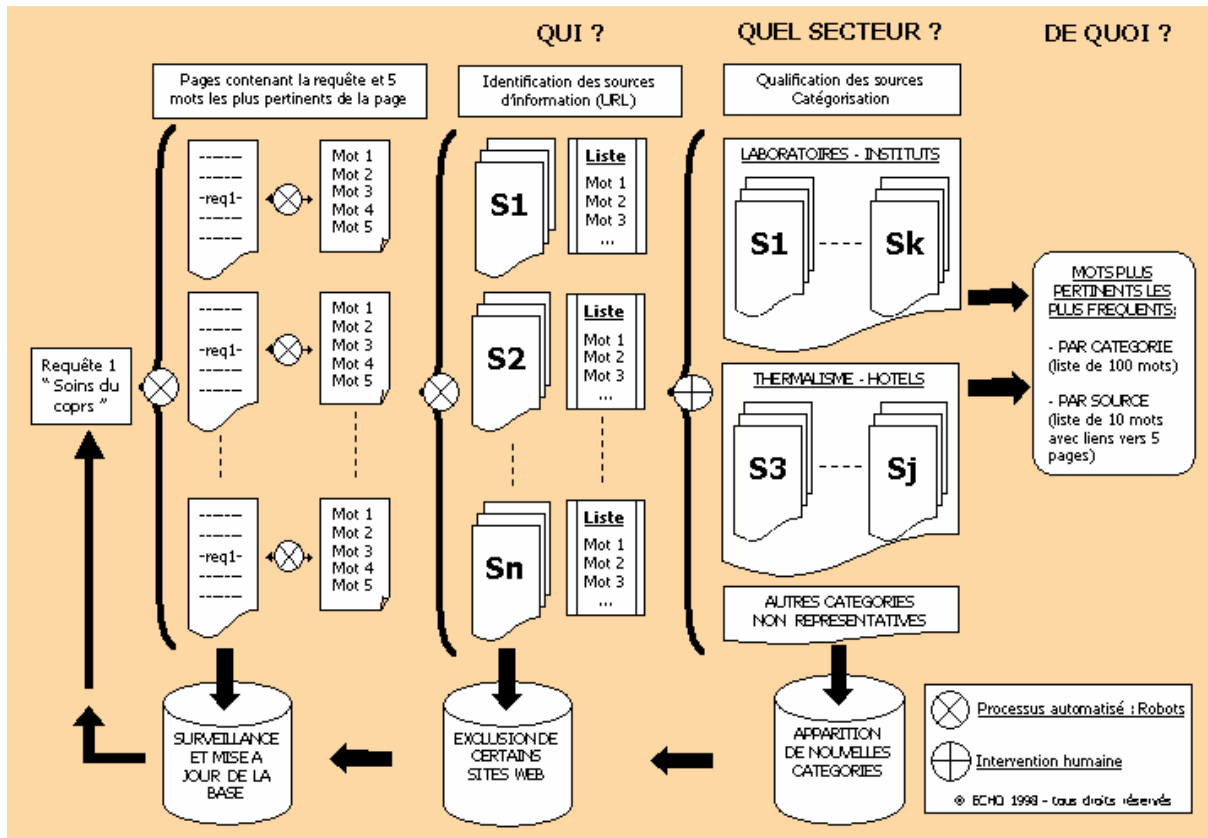 QUI ?
QUEL SECTEUR ?
DE QUOI ?
Pages contenant la requête et 5
mots les plus pertinents de la page
Identification des sources
d'information (URL)
Qualification des sources
Catégorisation
Requête 1
" Soins du
coprs "
-req1-
Mot 1
Mot 2
Mot 3
Mot 4
Mot 5
-req1-
Mot 1
Mot 2
Mot 3
Mot 4
Mot 5
-req1-
Mot 1
Mot 2
Mot 3
Mot 4
Mot 5
S1
Liste
Mot 1
Mot 2
Mot 3
...
S2
Liste
Mot 1
Mot 2
Mot 3
...
Sn
Liste
Mot 1
Mot 2
Mot 3
...
LABORATOIRES - INSTITUTS
S1
Sk
THERMALISME - HOTELS
S3
Sj
AUTRES CATEGORIES
NON REPRESENTATIVES
MOTS PLUS
PERTINENTS LES
PLUS FREQUENTS:
- PAR CATEGORIE
(liste de 100 mots)
- PAR SOURCE
(liste de 10 mots
avec liens vers 5
pages)
SURVEILLANCE
ET MISE A
JOUR DE LA
BASE
EXCLUSION DE
CERTAINS
SITES WEB
APPARITION
DE NOUVELLES
CATEGORIES
Processus automatisé : Robots
Intervention humaine
® ECHO 1998 - tous droits réservés